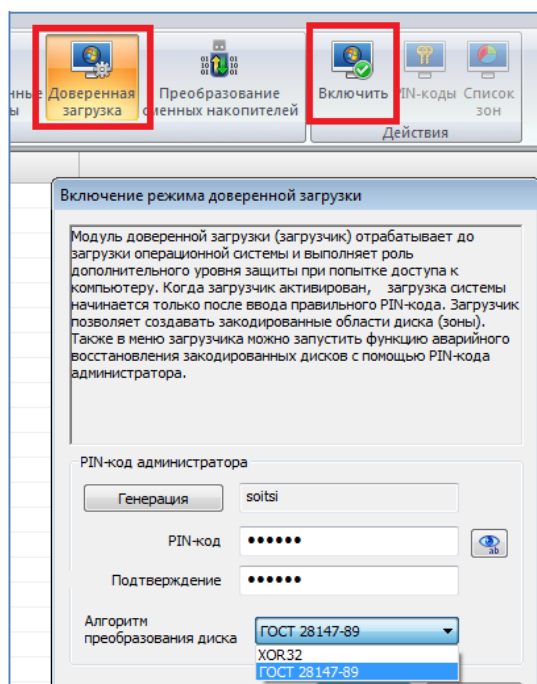 Доверенная загрузка
Преобразование сменных накопителей
Включить
PIN-коды
Список зон
Действия
Включение режима доверенной загрузки
Модуль доверенной загрузки (загрузчик) отрабатывает до
загрузки операционной системы и выполняет роль
дополнительного уровня защиты при попытке доступа к
компьютеру. Когда загрузчик активирован, загрузка системы
начинается только после ввода правильного PIN-кода. Загрузчик
позволяет создавать закодированные области диска (зоны).
Также в меню загрузчика можно запустить функцию аварийного
восстановления закодированных дисков с помощью PIN-кода
администратора.
PIN-код администратора
Генерация
soitsi
PIN-код ●●●●●●
ab
Подтверждение ●●●●●●
Алгоритм
преобразования диска
ГОСТ 28147-89
XOR32
ГОСТ 28147-89